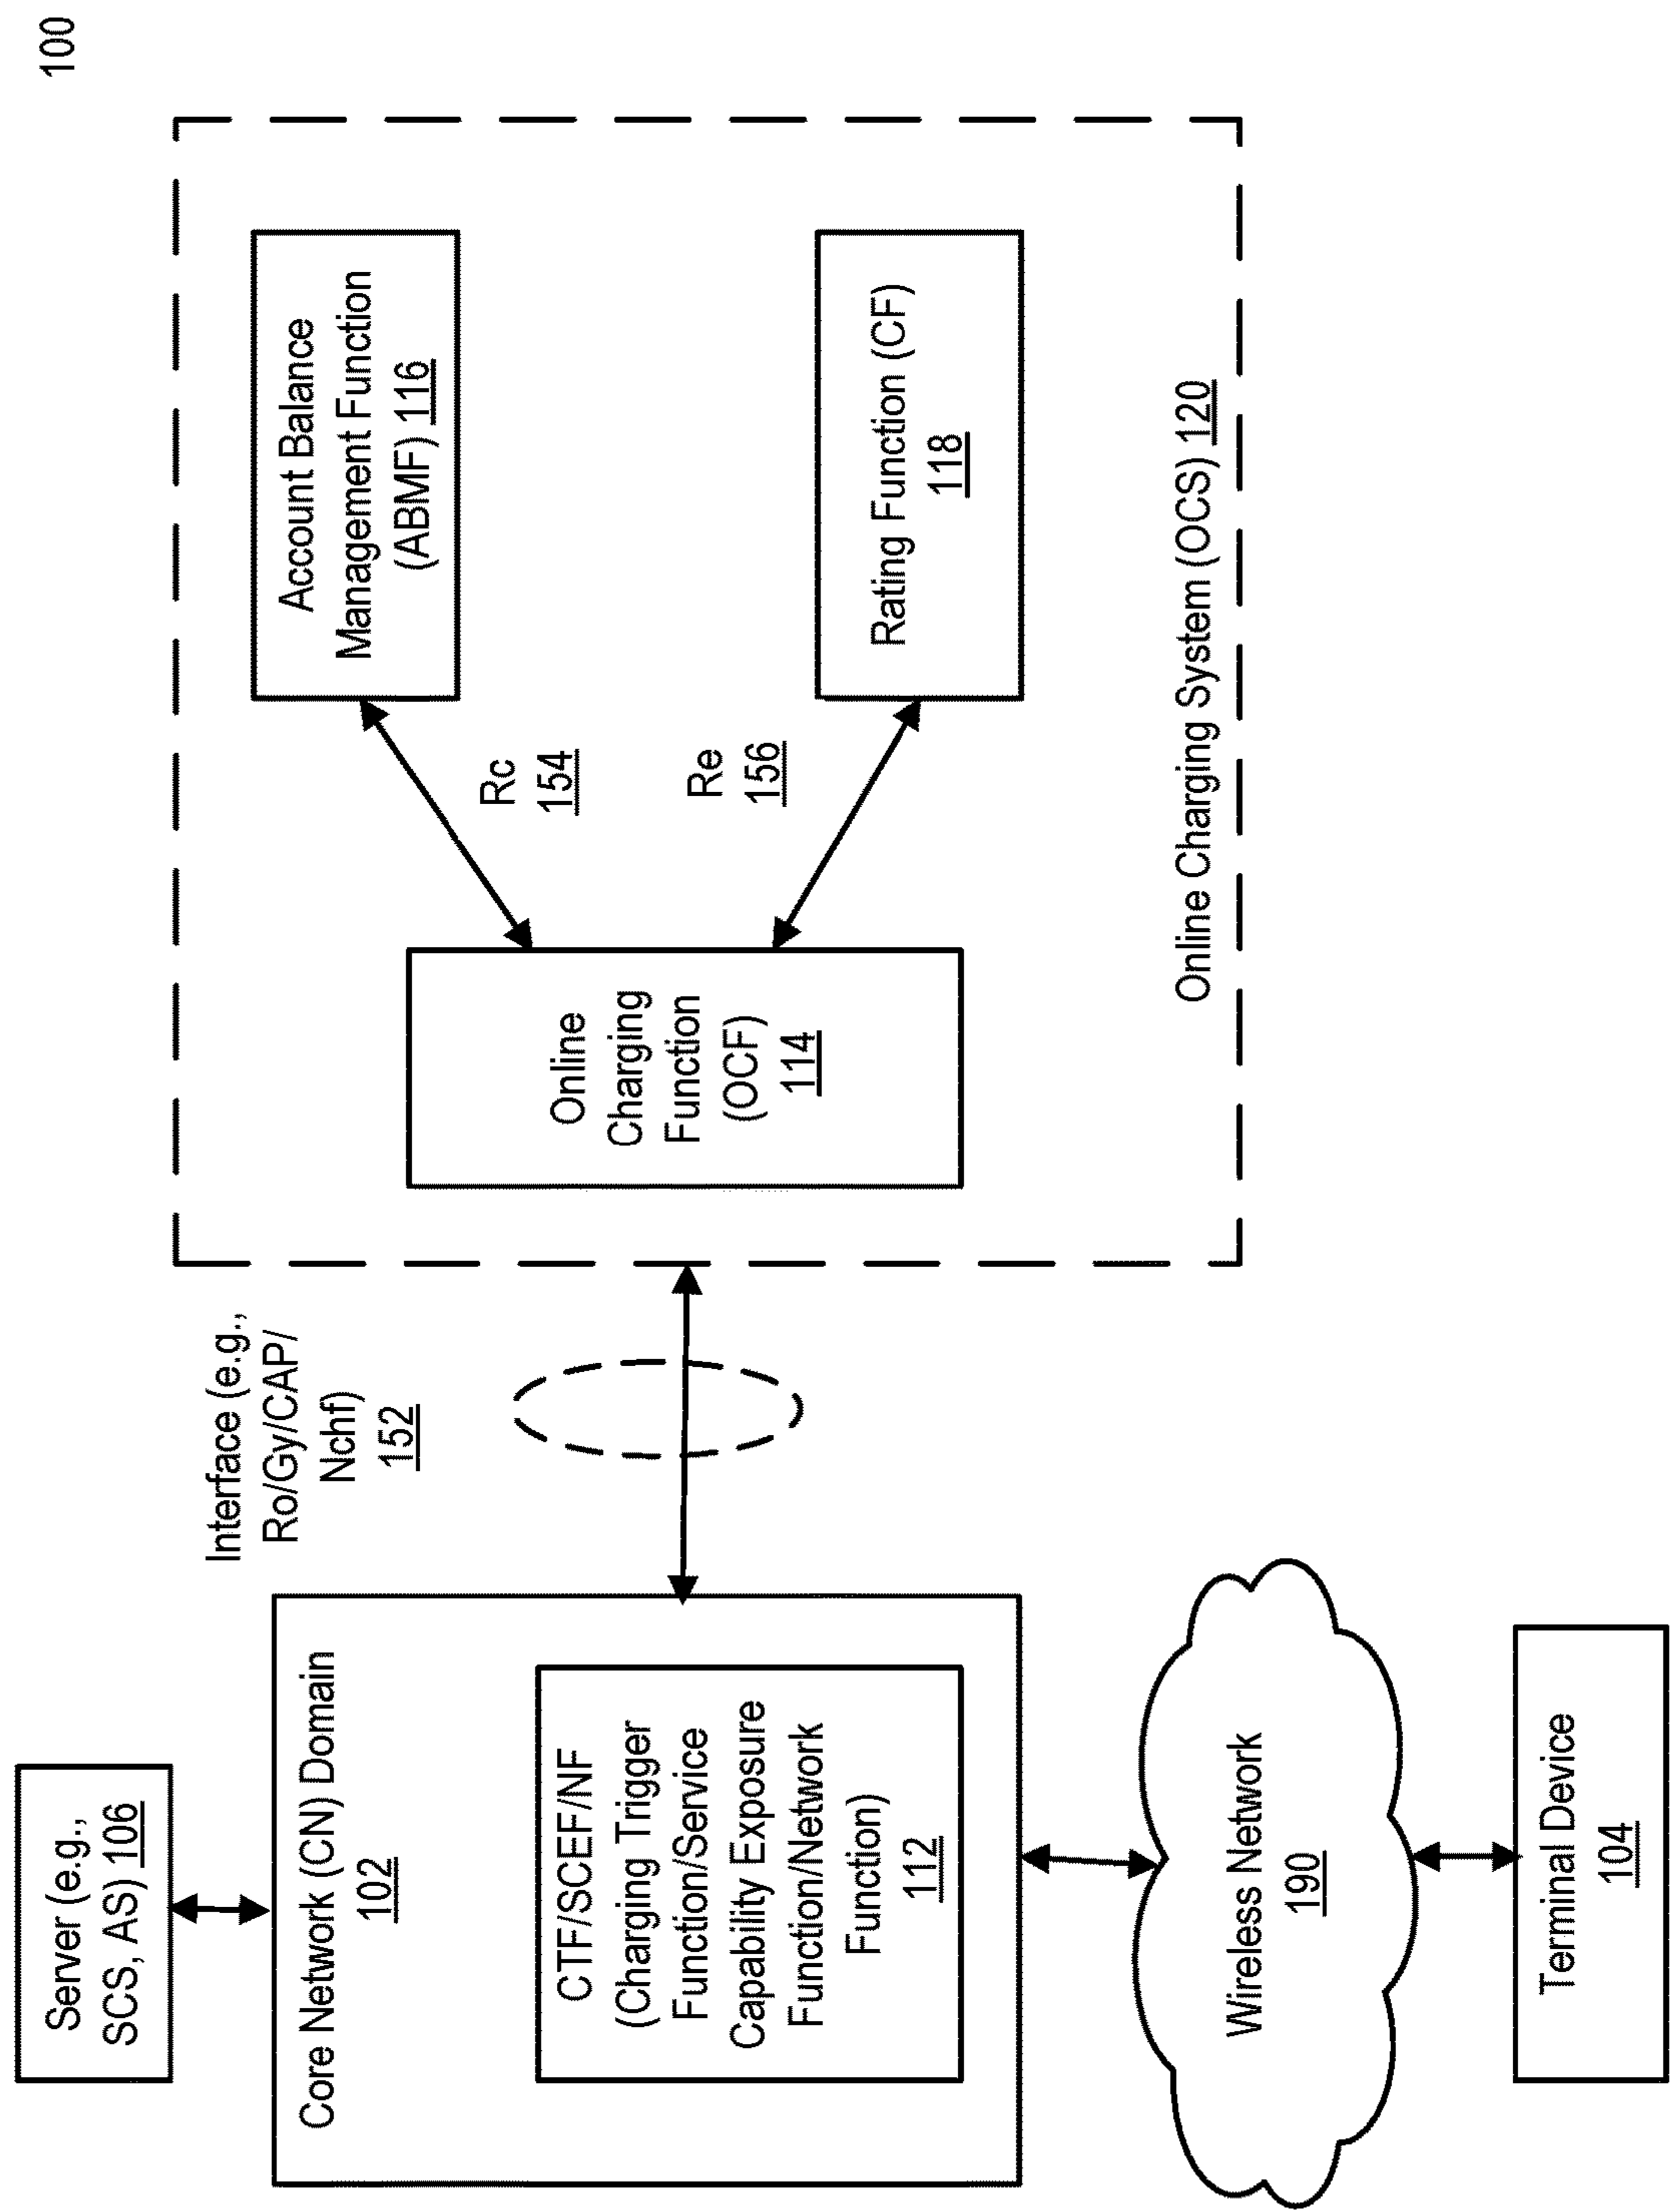 100
Server (e.g.,
SCS, AS) 106
Core Network (CN) Domain
102
CTF/SCEF/NF
(Charging Trigger
Function/Service
Capability Exposure
Function/Network
Function)
112
Wireless Network
190
Terminal Device
104
Interface (e.g.,
Ro/Gy/CAP/
Nchf)
152
Online
Charging
Function
(OCF)
114
Rc
154
Re
156
Account Balance
Management Function
(ABMF) 116
Rating Function (CF)
118
Online Charging System (OCS) 120